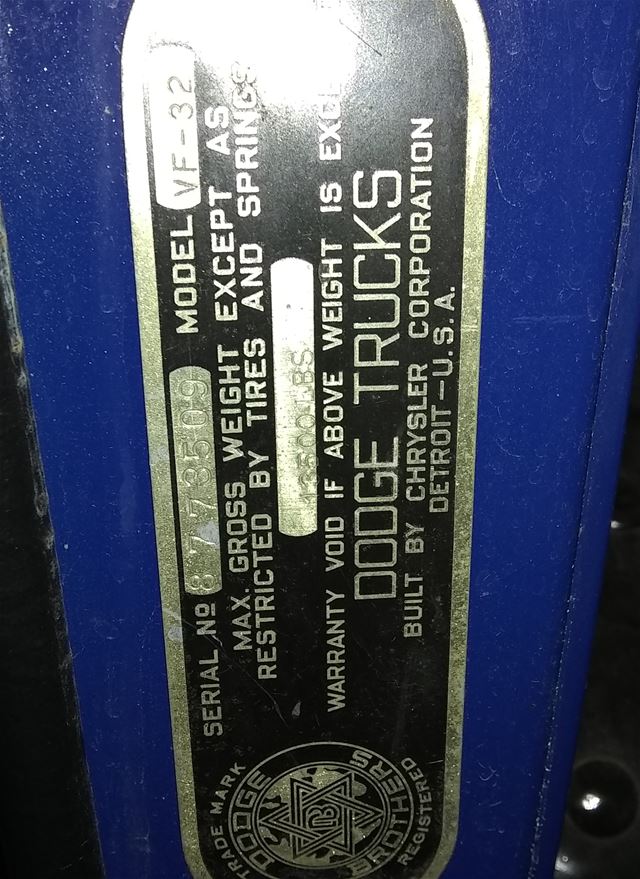 SERIAL Nº 8773509 MODEL VF-32
MAX. GROSS WEIGHT EXCEPT AS
RESTRICTED BY TIRES AND SPRINGS
13500 LBS
WARRANTY VOID IF ABOVE WEIGHT IS
DODGE TRUCKS
BUILT BY CHRYSLER CORPORATION
DETROIT-U.S.A.
TRADE MARK
DODGE
BROTHERS
REGISTERED
DB